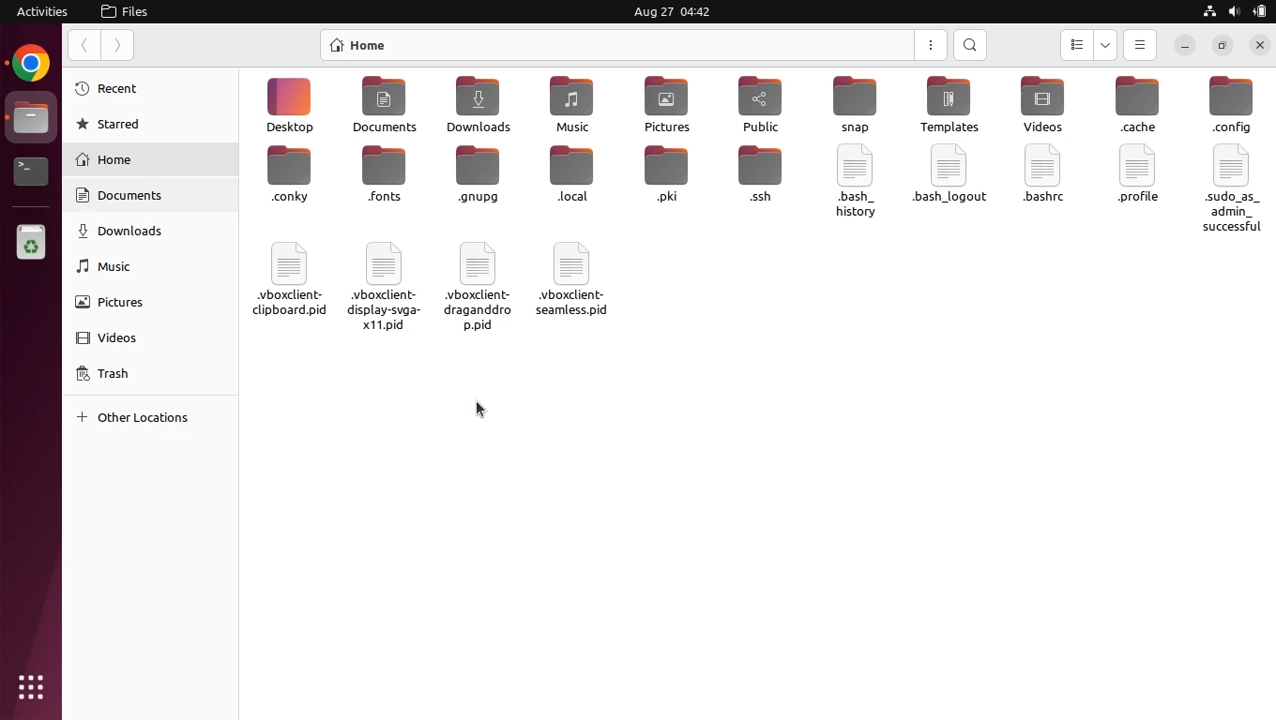 Activities
Files
Aug 27 04:42
Home
Recent
Starred
Home
Documents
Downloads
Music
Pictures
Videos
Trash
Other Locations
Desktop
Documents
Downloads
Music
Pictures
Public
snap
Templates
Videos
.cache
.config
.conky
.fonts
.gnupg
.local
.pki
.ssh
.bash_
history
.bash_logout
.bashrc
.profile
.sudo_as_
admin_
successful
.vboxclient-
clipboard.pid
.vboxclient-
display-svga-
x11.pid
.vboxclient-
draganddro
p.pid
.vboxclient-
seamless.pid